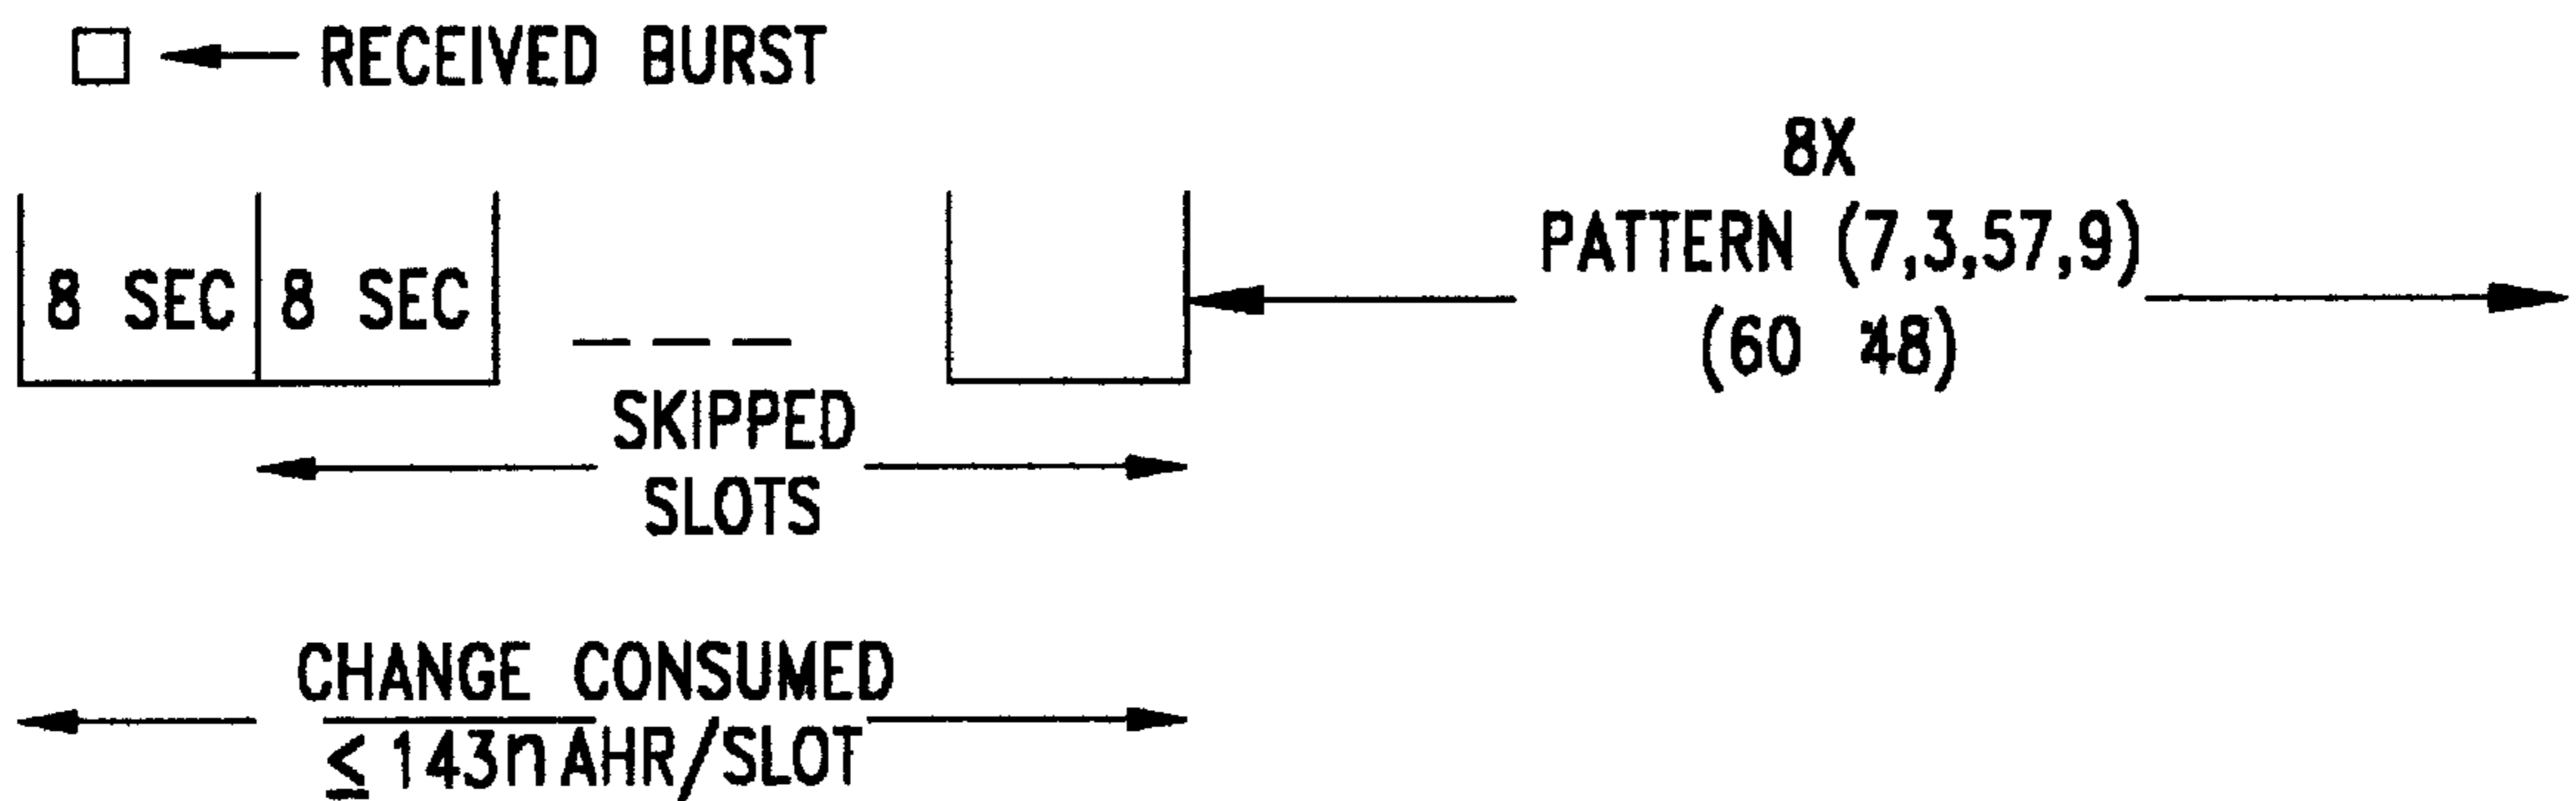 RECEIVED BURST
8X
PATTERN (7,3,57,9)
(60 48)
8 SEC 8 SEC
SKIPPED
SLOTS
CHANGE CONSUMED
≤ 143n AHR/SLOT